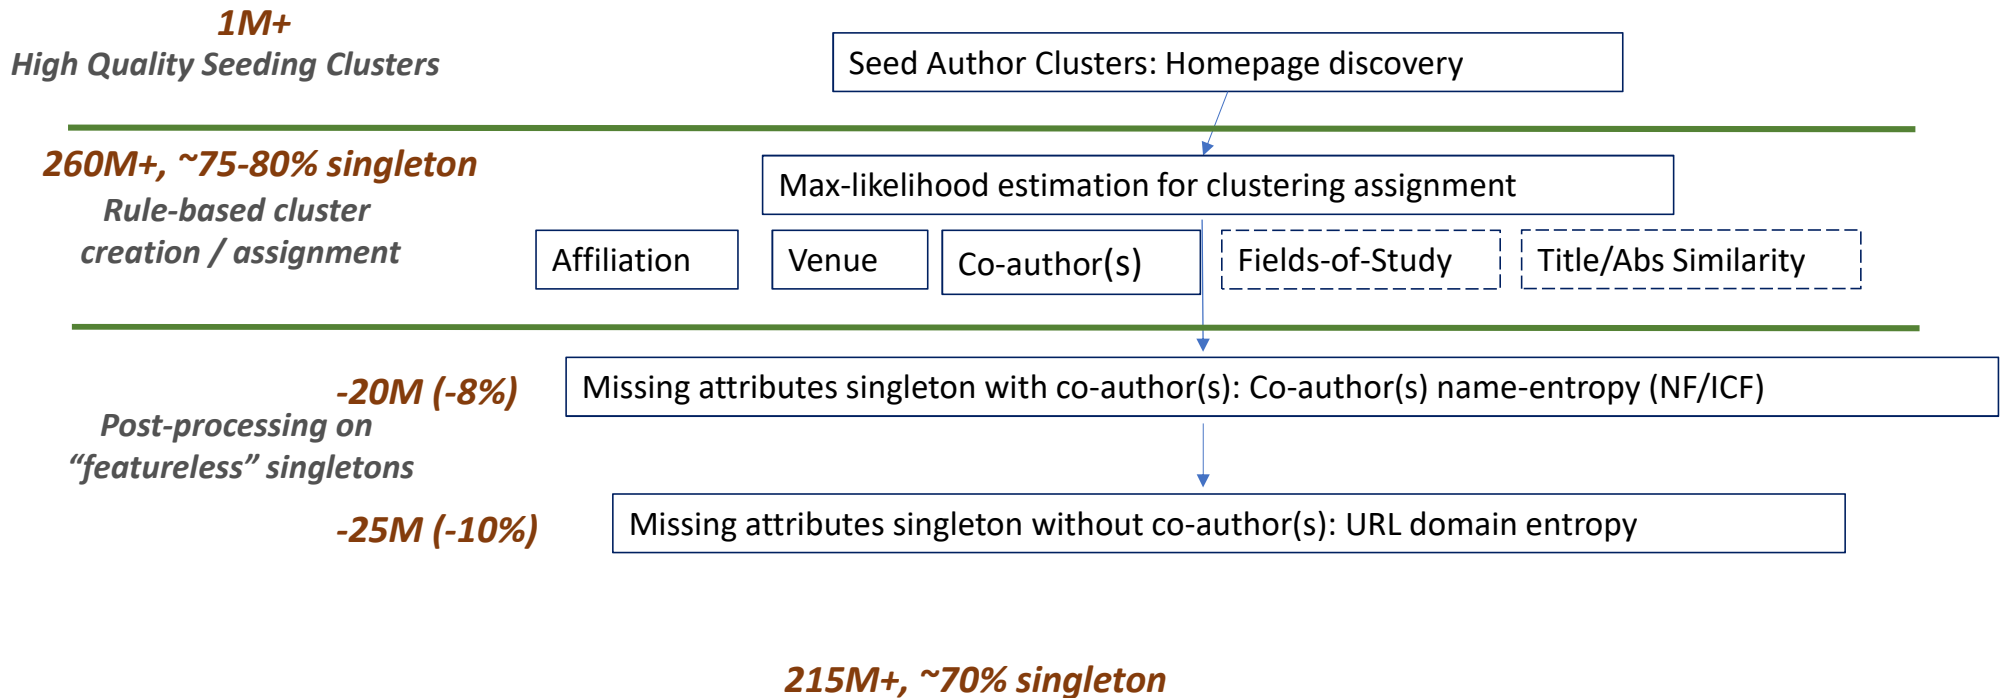 1M+
High Quality Seeding Clusters
Seed Author Clusters: Homepage discovery
260M+, ~75-80% singleton
Rule-based cluster
creation / assignment
Max-likelihood estimation for clustering assignment
Affiliation
Venue
Co-author(s)
Fields-of-Study
Title/Abs Similarity
-20M (-8%)
Missing attributes singleton with co-author(s): Co-author(s) name-entropy (NF/ICF)
Post-processing on
“featureless” singletons
-25M (-10%)
Missing attributes singleton without co-author(s): URL domain entropy
215M+, ~70% singleton